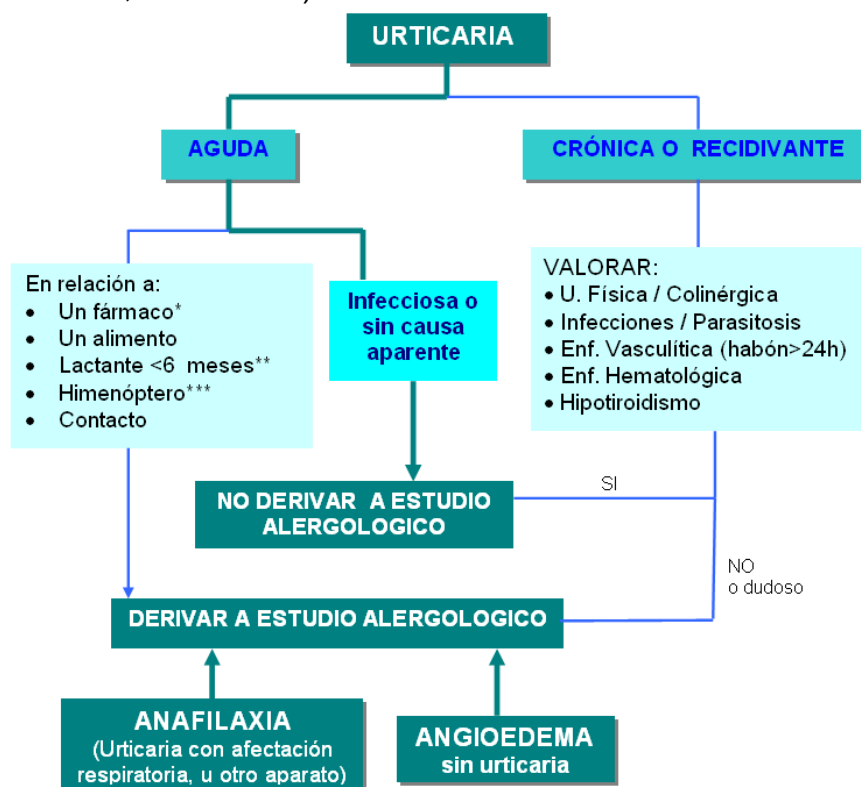 URTICARIA
AGUDA
CRÓNICA O RECIDIVANTE
En relación a:
• Un fármaco*
• Un alimento
• Lactante <6 meses**
• Himenóptero***
• Contacto
Infecciosa o
sin causa
aparente
VALORAR:
• U. Física / Colinérgica
• Infecciones / Parasitosis
• Enf. Vasculítica (habón>24h)
• Enf. Hematológica
• Hipotiroidismo
NO DERIVAR A ESTUDIO
ALERGOLOGICO
SI
NO
o dudoso
DERIVAR A ESTUDIO ALERGOLOGICO
ANAFILAXIA
(Urticaria con afectación
respiratoria, u otro aparato)
ANGIOEDEMA
sin urticaria